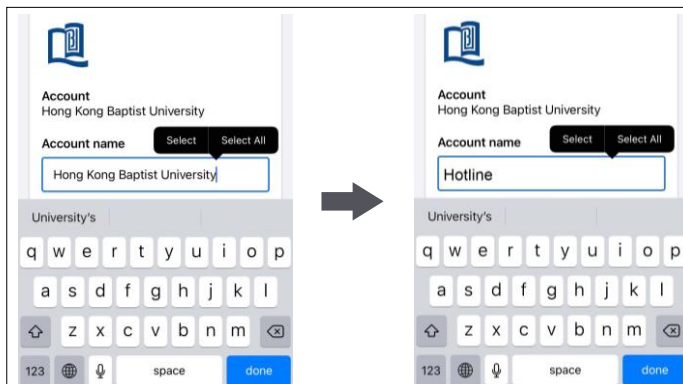 Account
Hong Kong Baptist University
Account name
Select Select All
Hong Kong Baptist University
University's
q w e r t y u i o p
a s d f g h j k l
z x c v b n m
123 space done
Account
Hong Kong Baptist University
Account name
Select Select All
Hotline
University's
q w e r t y u i o p
a s d f g h j k l
z x c v b n m
123 space done